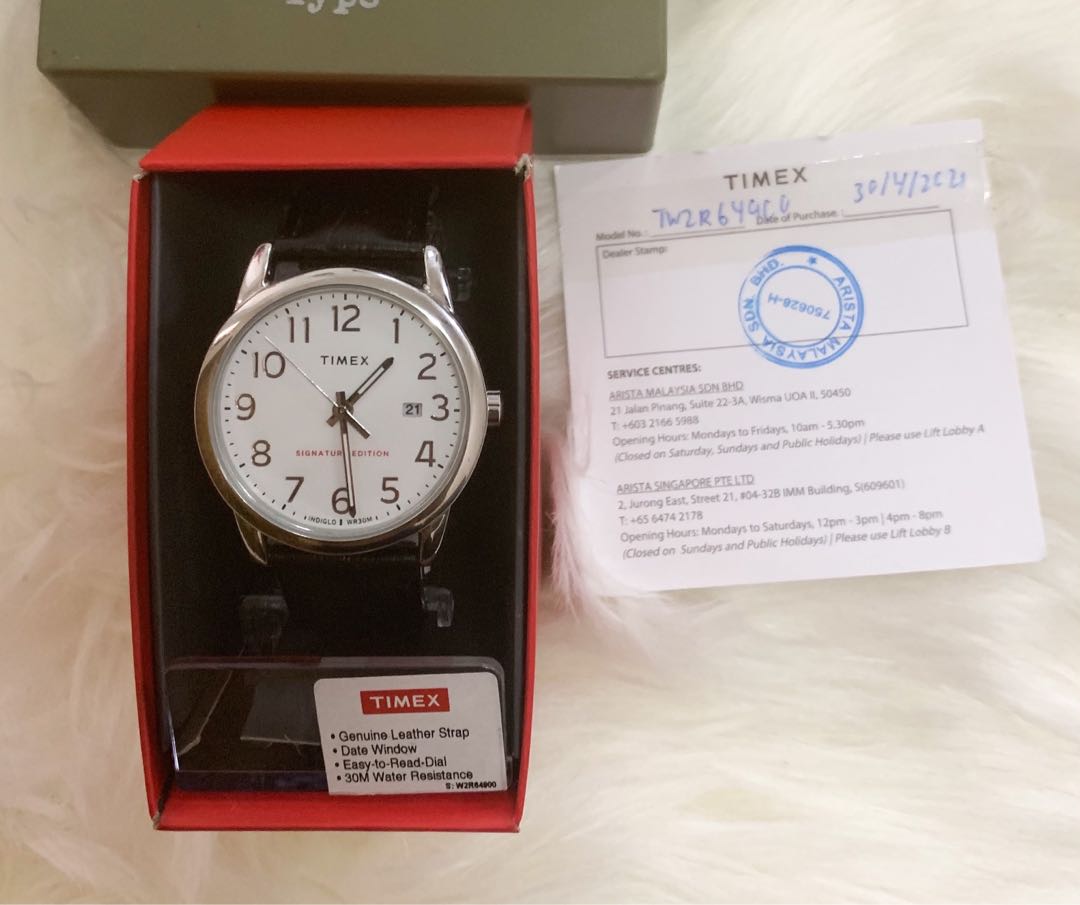 Type
TIMEX
12
1
2
3
4
5
6
7
8
9
10
11
21
SIGNATURE EDITION
INDIGLO WR30M
TIMEX
• Genuine Leather Strap
• Date Window
• Easy-to-Read-Dial
• 30M Water Resistance
S: W2R64900
TIMEX
Model No.: TW2R64900 Date of Purchase: 30/4/2021
Dealer Stamp:
ARISTA MALAYSIA SDN. BHD. *
750628-H
SERVICE CENTRES:
ARISTA MALAYSIA SDN BHD
21 Jalan Pinang, Suite 22-3A, Wisma UOA II, 50450
T: +603 2166 5988
Opening Hours: Mondays to Fridays, 10am - 5.30pm
(Closed on Saturday, Sundays and Public Holidays) | Please use Lift Lobby A
ARISTA SINGAPORE PTE LTD
2, Jurong East, Street 21, #04-32B IMM Building, S(609601)
T: +65 6474 2178
Opening Hours: Mondays to Saturdays, 12pm - 3pm | 4pm - 8pm
(Closed on Sundays and Public Holidays) | Please use Lift Lobby B